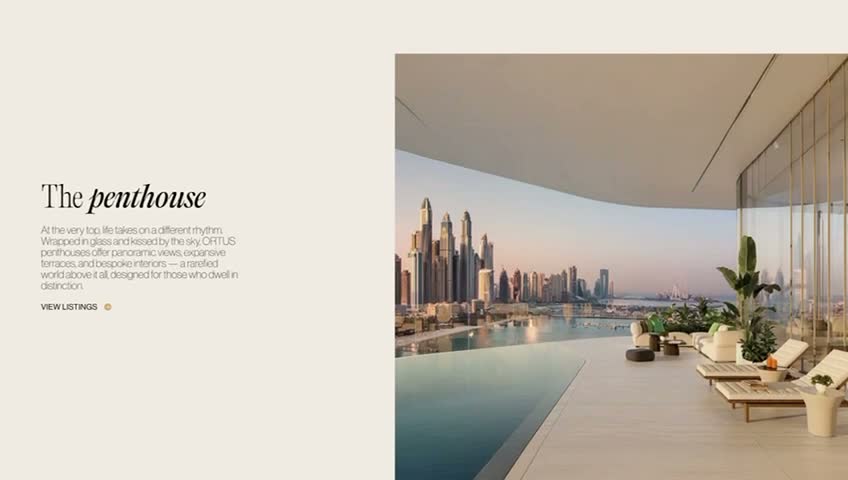 The penthouse
At the very top, life takes on a different rhythm.
Wrapped in glass and kissed by the sky, ORTUS
penthouses offer panoramic views, expansive
terraces, and bespoke interiors — a rarefied
world above it all, designed for those who dwell in
distinction.
VIEW LISTINGS